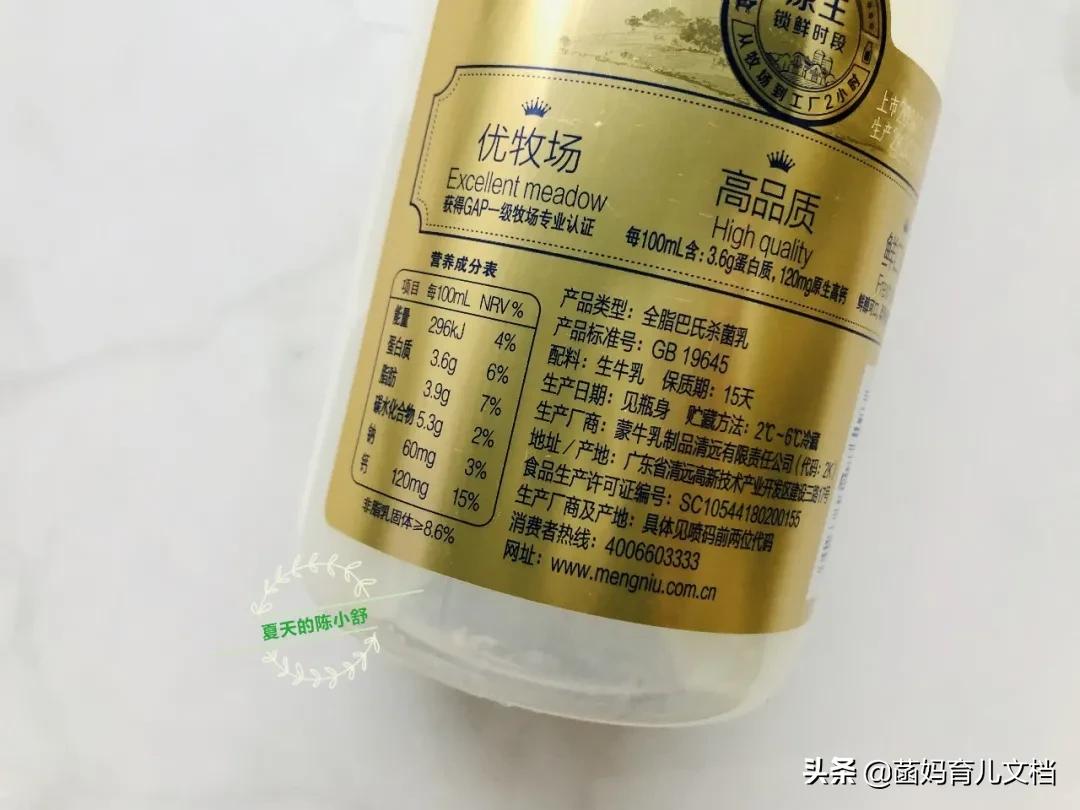 锁鲜时段
从牧场到工厂2小时
优牧场
Excellent meadow
获得GAP一级牧场专业认证
高品质
High quality
每100mL含：3.6g蛋白质，120mg原生高钙
营养成分表
项目 每100mL NRV%
能量 296kJ 4%
蛋白质 3.6g 6%
脂肪 3.9g 7%
碳水化合物 5.3g 2%
钠 60mg 3%
钙 120mg 15%
非脂乳固体≥8.6%
产品类型：全脂巴氏杀菌乳
产品标准号：GB 19645
配料：生牛乳 保质期：15天
生产日期：见瓶身 贮藏方法：2℃~6℃冷藏
生产厂商：蒙牛乳制品清远有限责任公司（代码：2K）
地址/产地：广东省清远高新技术产业开发区建设三路17号
食品生产许可证编号：SC10544180200155
生产厂商及产地：具体见喷码前两位代码
消费者热线：4006603333
网址：www.mengniu.com.cn
夏天的陈小舒
头条 @菡妈育儿文档